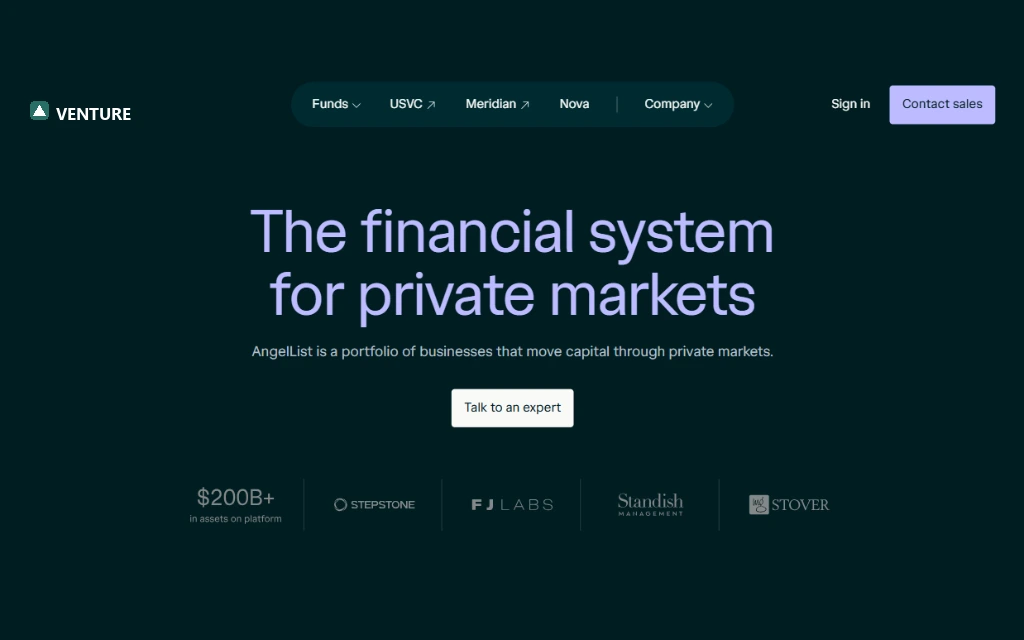 VENTURE
Funds
USVC
Meridian
Nova
Company
Sign in
Contact sales
The financial system
for private markets
AngelList is a portfolio of businesses that move capital through private markets.
Talk to an expert
$200B+
in assets on platform
STEPSTONE
FJ LABS
Standish
MANAGEMENT
STOVER